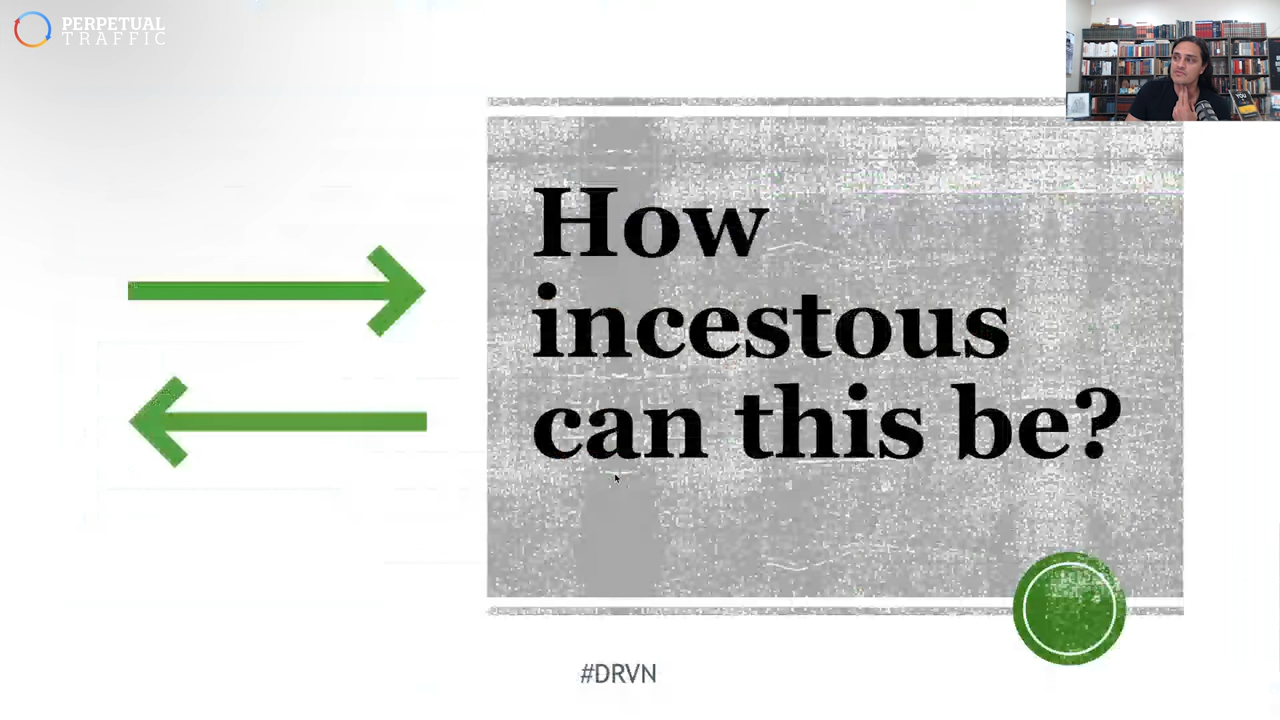 PERPETUAL
TRAFFIC
How
incestous
can this be?
#DRVN